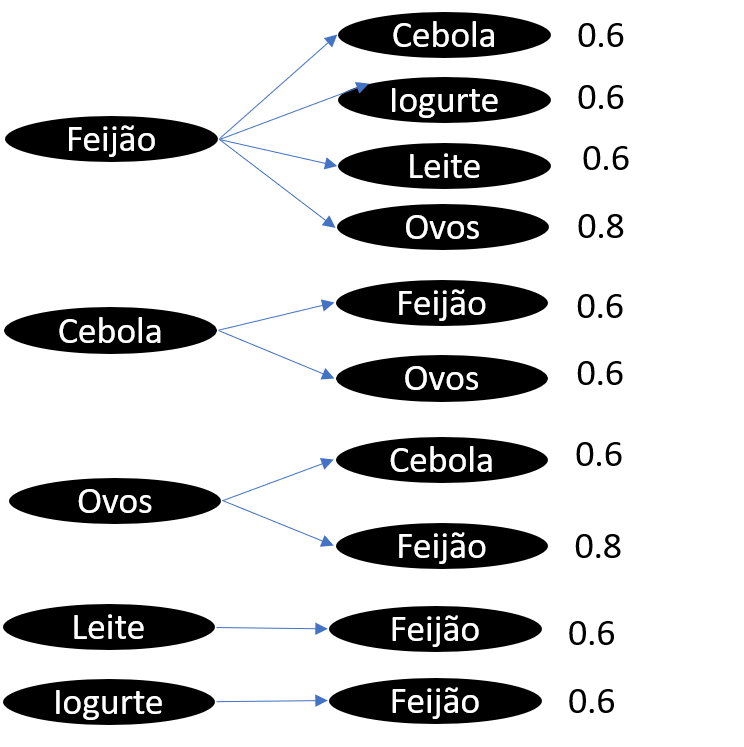 Cebola 0.6
Iogurte 0.6
Feijão
Leite 0.6
Ovos 0.8
Feijão 0.6
Cebola
Ovos 0.6
Cebola 0.6
Ovos
Feijão 0.8
Leite Feijão 0.6
Iogurte Feijão 0.6